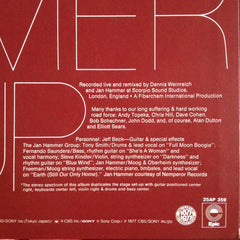 MER
UP
Recorded live and remixed by Dennis Weinreich
and Jan Hammer at Scorpio Sound Studios.
London, England • A Fiberchem International Production
Many thanks to our long suffering & hard working
road force: Andy Topeka, Chris Hill, Dave Cohen,
Bob Schachner, John Dodd, and, of course, Alan Dutton
and Elliott Sears.
Personnel: Jeff Beck—Guitar & special effects
The Jan Hammer Group: Tony Smith/Drums & lead vocal on "Full Moon Boogie";
Fernando Saunders/Bass, rhythm guitar on "She's A Woman" and
vocal harmony; Steve Kindler/Violin, string synthesizer on "Darkness" and
rhythm guitar on "Blue Wind"; Jan Hammer/Moog & Oberheim synthesizer;
Freeman/Moog string synthesizer, electric piano, timbales, and lead vocal
on "Earth (Still Our Only Home)." Jan Hammer courtesy of Nemperor Records
*The stereo spectrum of this album duplicates the stage set-up with guitar positioned center
right, keyboards center left, violin right, and drums & bass center.
25AP 359
Epic
© 1977 CBS/SONY INC.